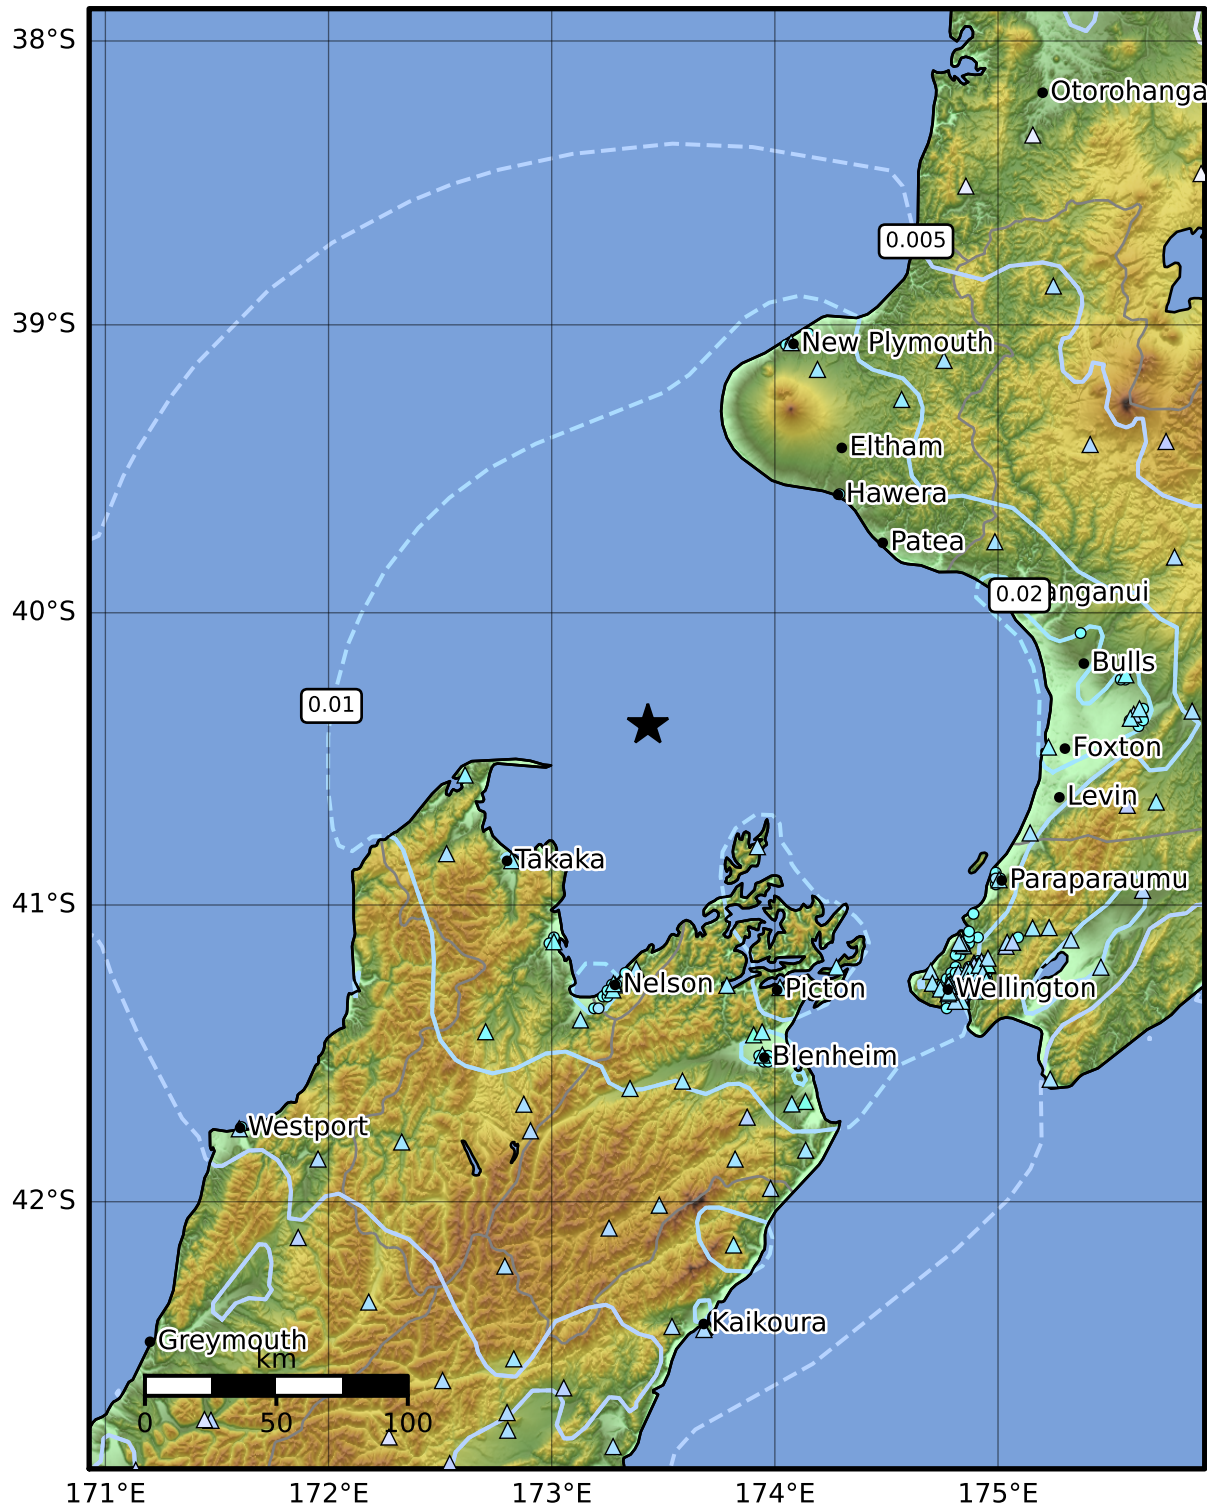 38°S
Otorohanga
0.005
39°S
New Plymouth
Eltham
Hawera
Patea
40°S
0.02
anganui
Bulls
0.01
Foxton
Levin
Takaka
Paraparaumu
41°S
Nelson
Picton
Wellington
Blenheim
Westport
42°S
Kaikoura
Greymouth
km
0 50 100
171°E 172°E 173°E 174°E 175°E